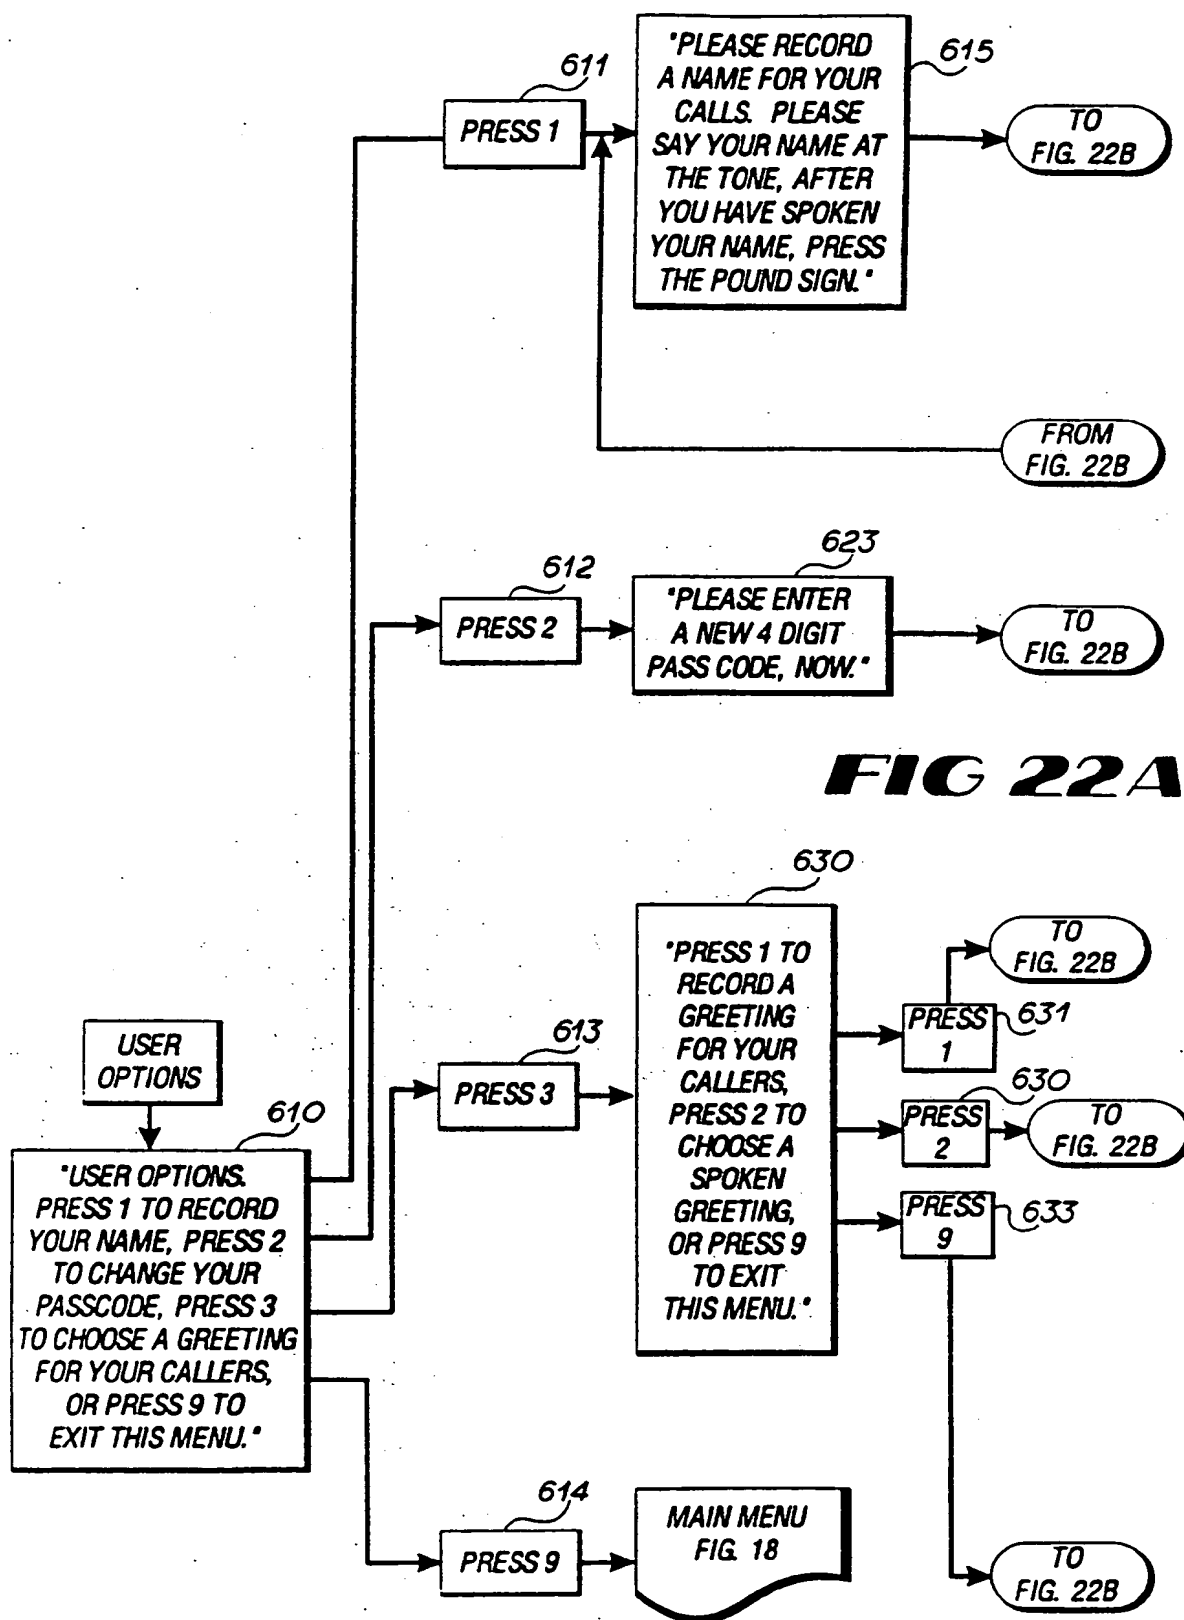 611
PRESS 1
"PLEASE RECORD
A NAME FOR YOUR
CALLS. PLEASE
SAY YOUR NAME AT
THE TONE, AFTER
YOU HAVE SPOKEN
YOUR NAME, PRESS
THE POUND SIGN."
615
TO
FIG. 22B
FROM
FIG. 22B
612
PRESS 2
623
"PLEASE ENTER
A NEW 4 DIGIT
PASS CODE, NOW."
TO
FIG. 22B
FIG 22A
USER
OPTIONS
610
"USER OPTIONS.
PRESS 1 TO RECORD
YOUR NAME, PRESS 2
TO CHANGE YOUR
PASSCODE, PRESS 3
TO CHOOSE A GREETING
FOR YOUR CALLERS,
OR PRESS 9 TO
EXIT THIS MENU."
613
PRESS 3
630
"PRESS 1 TO
RECORD A
GREETING
FOR YOUR
CALLERS,
PRESS 2 TO
CHOOSE A
SPOKEN
GREETING,
OR PRESS 9
TO EXIT
THIS MENU."
TO
FIG. 22B
PRESS
1
631
630
PRESS
2
TO
FIG. 22B
PRESS
9
633
614
PRESS 9
MAIN MENU
FIG. 18
TO
FIG. 22B